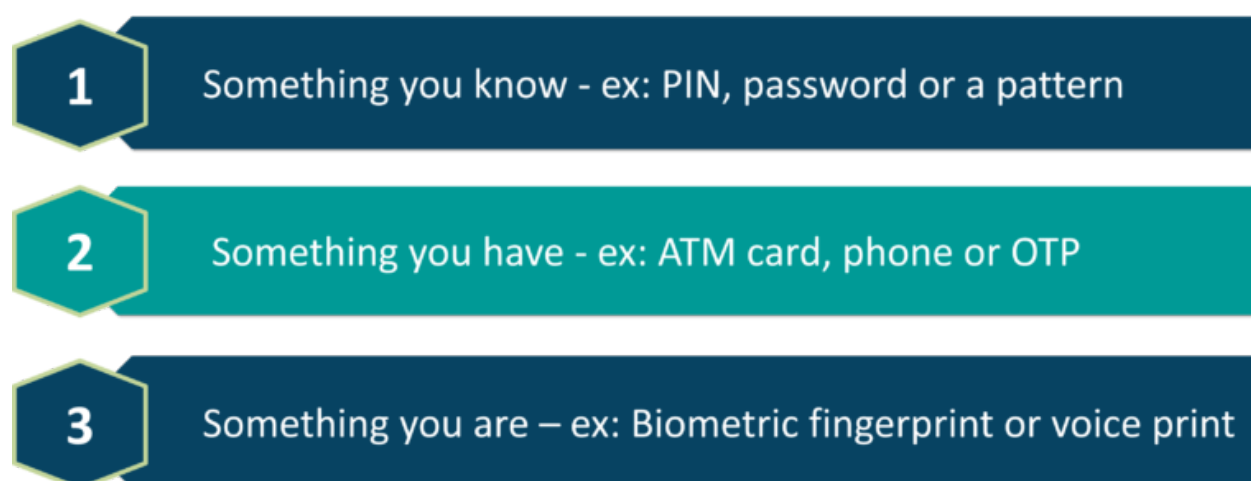 1 Something you know - ex: PIN, password or a pattern
2 Something you have - ex: ATM card, phone or OTP
3 Something you are – ex: Biometric fingerprint or voice print